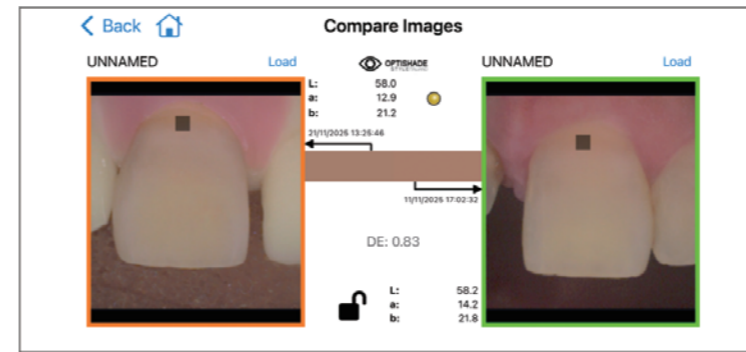 Back
Compare Images
UNNAMED
Load
OPTISHADE
UNNAMED
Load
L: 58.0
a: 12.9
b: 21.2
21/11/2025 13:25:46
11/11/2025 17:02:32
DE: 0.83
L: 58.2
a: 14.2
b: 21.8